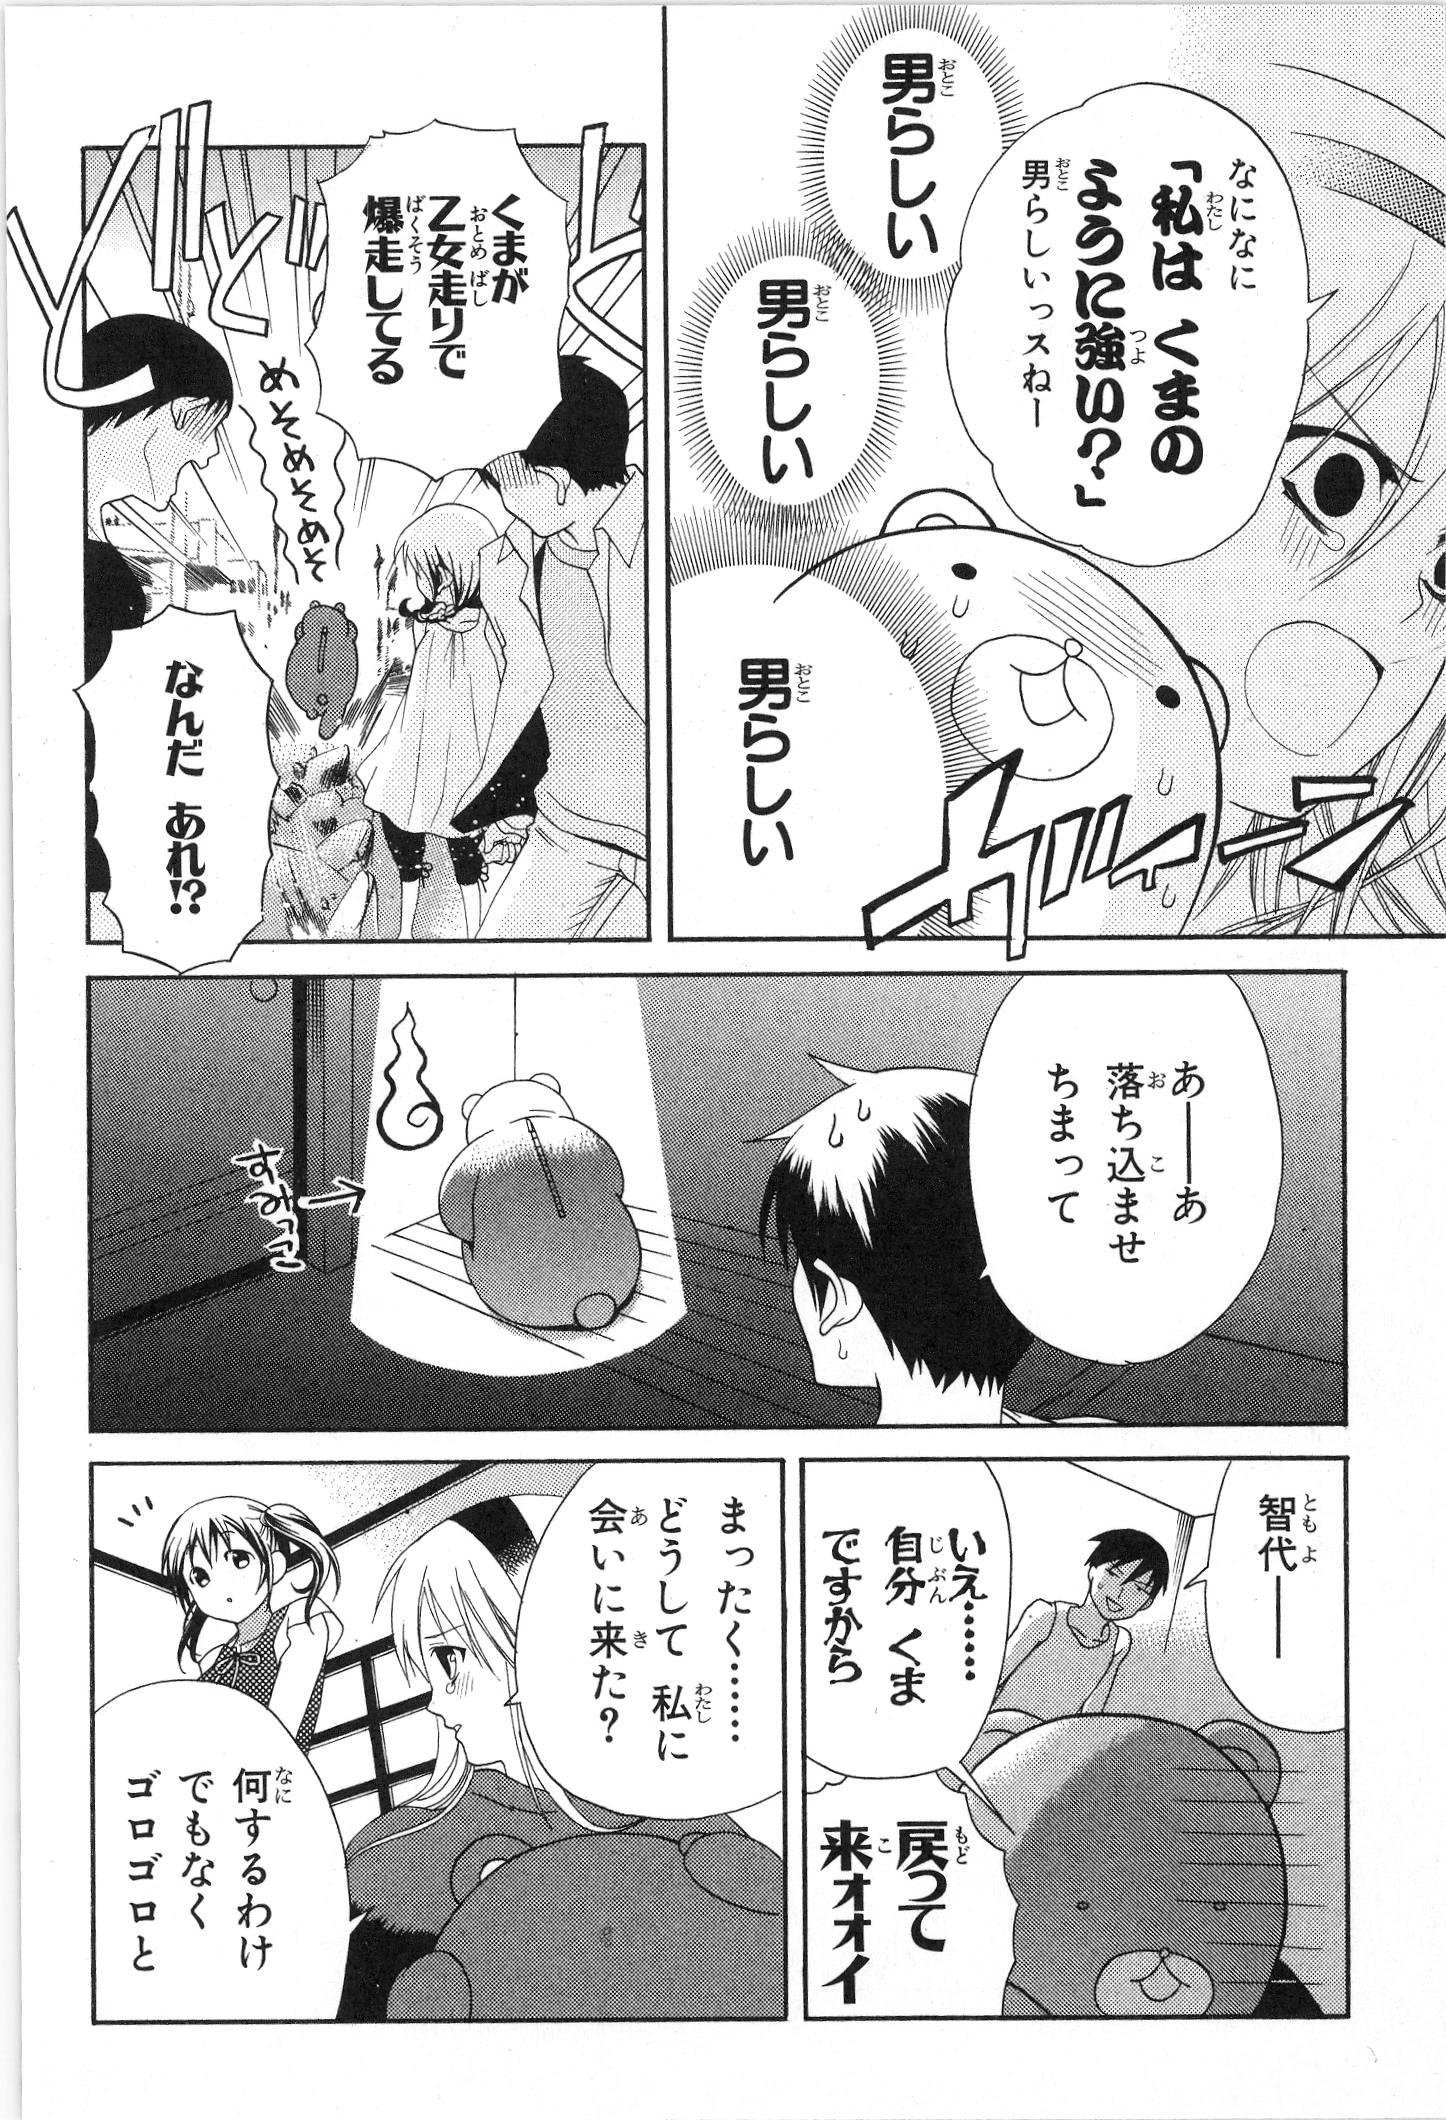 なになに
「私は くまの
ように強い?」
男らしいっスねー
男らしい
男らしい
男らしい
ガガーン
くまが
乙女走りで
爆走してる
めそめそめそ
なんだ あれ!?
あーーあ
落ち込ませ
ちまって
すみっこ
智代ー
いえ………
自分 くま
ですから
戻って
来ォオイ
まったく……
どうして 私に
会いに来た?
何するわけ
でもなく
ゴロゴロと